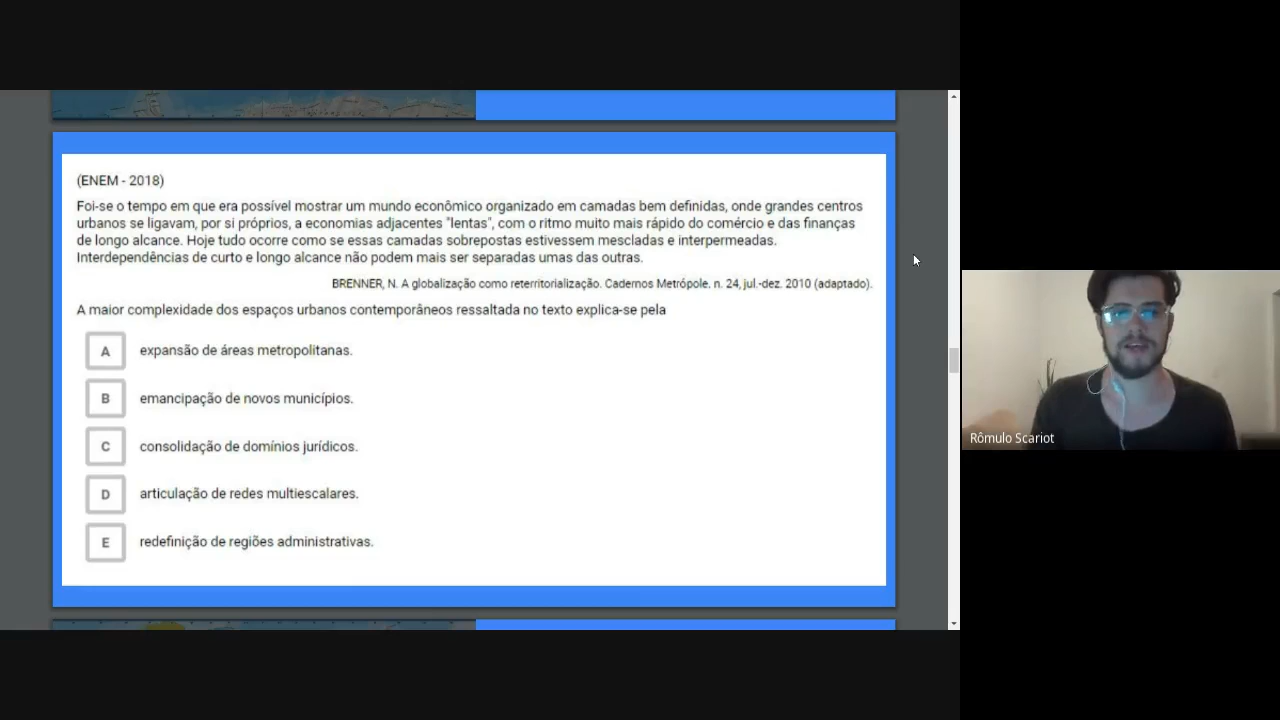 (ENEM - 2018)
Foi-se o tempo em que era possível mostrar um mundo econômico organizado em camadas bem definidas, onde grandes centros
urbanos se ligavam, por si próprios, a economias adjacentes "lentas", com o ritmo muito mais rápido do comércio e das finanças
de longo alcance. Hoje tudo ocorre como se essas camadas sobrepostas estivessem mescladas e interpermeadas.
Interdependências de curto e longo alcance não podem mais ser separadas umas das outras.
BRENNER, N. A globalização como reterritorialização. Cadernos Metrópole, n. 24, jul.-dez. 2010 (adaptado).
A maior complexidade dos espaços urbanos contemporâneos ressaltada no texto explica-se pela
A expansão de áreas metropolitanas.
B emancipação de novos municípios.
C consolidação de domínios jurídicos.
D articulação de redes multiescalares.
E redefinição de regiões administrativas.
Rômulo Scariot